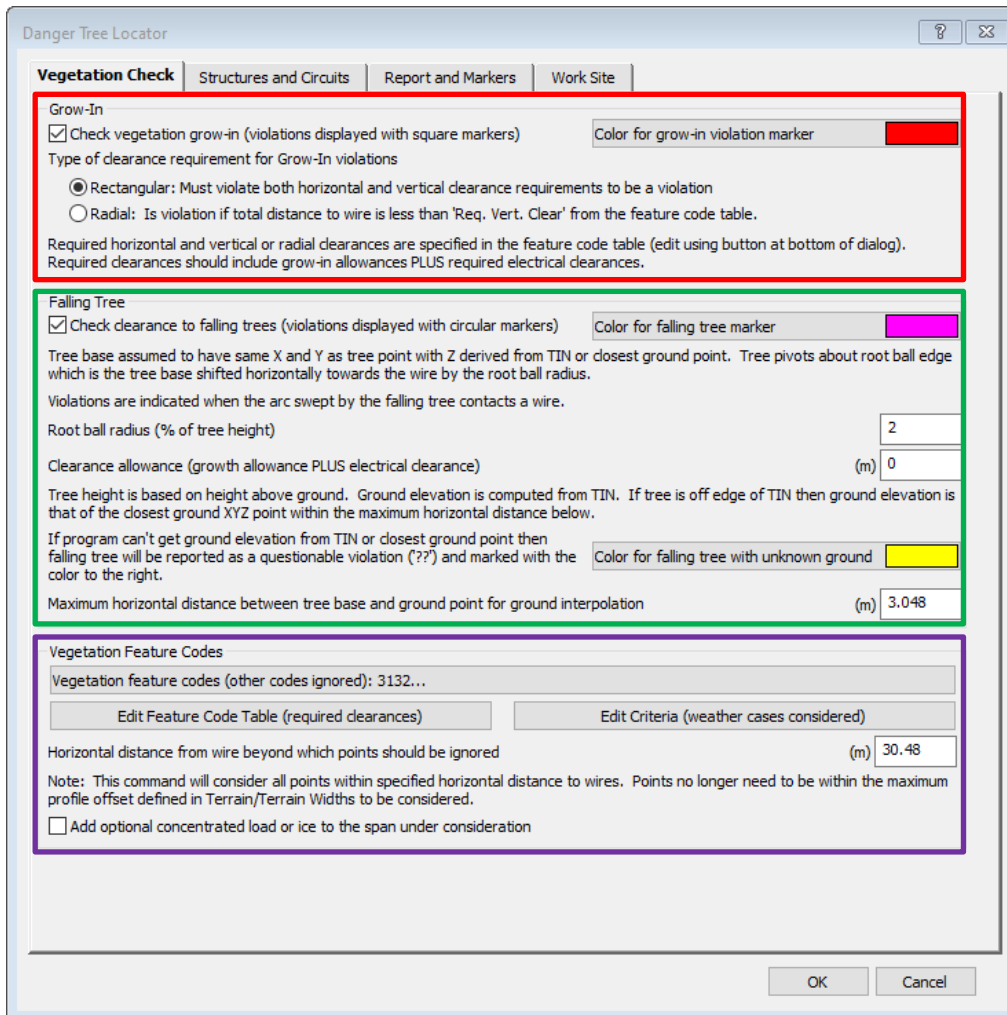 Danger Tree Locator
Vegetation Check
Structures and Circuits
Report and Markers
Work Site
Grow-In
Check vegetation grow-in (violations displayed with square markers)
Color for grow-in violation marker
Type of clearance requirement for Grow-In violations
Rectangular: Must violate both horizontal and vertical clearance requirements to be a violation
Radial: Is violation if total distance to wire is less than 'Req. Vert. Clear' from the feature code table.
Required horizontal and vertical or radial clearances are specified in the feature code table (edit using button at bottom of dialog).
Required clearances should include grow-in allowances PLUS required electrical clearances.
Falling Tree
Check clearance to falling trees (violations displayed with circular markers)
Color for falling tree marker
Tree base assumed to have same X and Y as tree point with Z derived from TIN or closest ground point. Tree pivots about root ball edge
which is the tree base shifted horizontally towards the wire by the root ball radius.
Violations are indicated when the arc swept by the falling tree contacts a wire.
Root ball radius (% of tree height)
2
Clearance allowance (growth allowance PLUS electrical clearance)
(m) 0
Tree height is based on height above ground. Ground elevation is computed from TIN. If tree is off edge of TIN then ground elevation is
that of the closest ground XYZ point within the maximum horizontal distance below.
If program can't get ground elevation from TIN or closest ground point then
falling tree will be reported as a questionable violation ('??') and marked with the
color to the right.
Color for falling tree with unknown ground
Maximum horizontal distance between tree base and ground point for ground interpolation
(m) 3.048
Vegetation Feature Codes
Vegetation feature codes (other codes ignored): 3132...
Edit Feature Code Table (required clearances)
Edit Criteria (weather cases considered)
Horizontal distance from wire beyond which points should be ignored
(m) 30.48
Note: This command will consider all points within specified horizontal distance to wires. Points no longer need to be within the maximum
profile offset defined in Terrain/Terrain Widths to be considered.
Add optional concentrated load or ice to the span under consideration
OK
Cancel